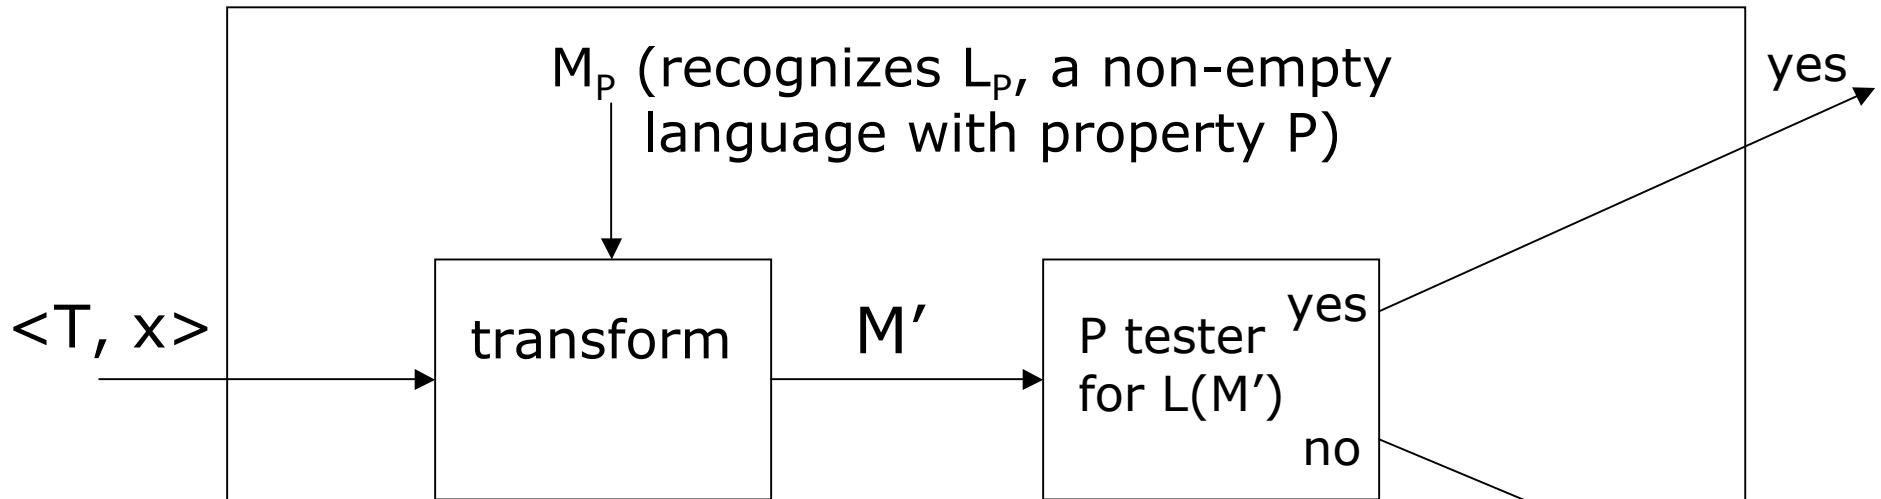 M_P (recognizes L_P, a non-empty
language with property P)
yes
<T, x>
transform
M’
P tester
for L(M’)
yes
no